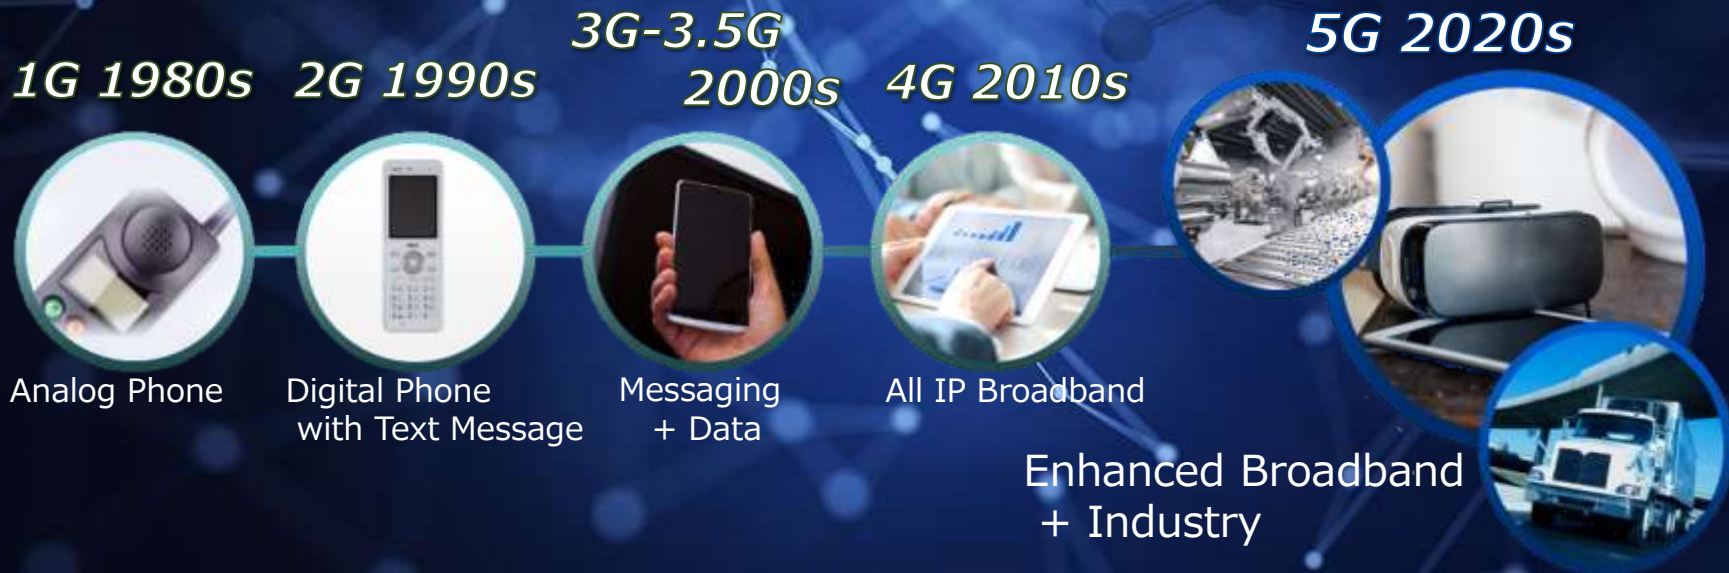 1G 1980s
Analog Phone
2G 1990s
Digital Phone
with Text Message
3G-3.5G
2000s
Messaging
+ Data
4G 2010s
All IP Broadband
5G 2020s
Enhanced Broadband
+ Industry